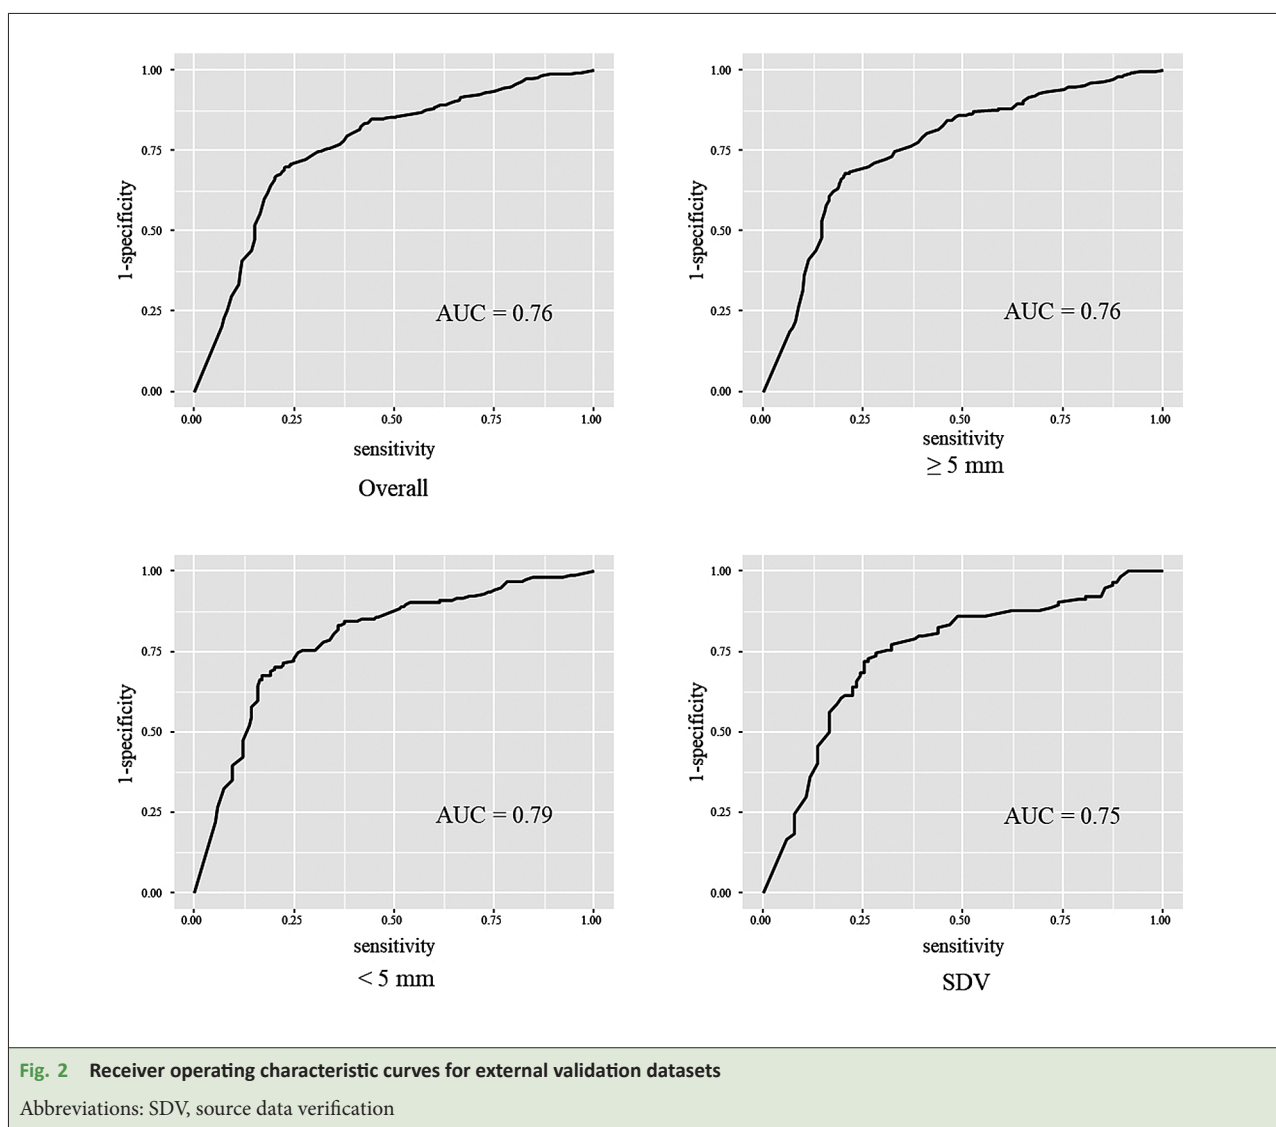 1.00
0.75
0.50
0.25
0.00
1-specificity
AUC = 0.76
0.00 0.25 0.50 0.75 1.00
sensitivity
Overall
1.00
0.75
0.50
0.25
0.00
1-specificity
AUC = 0.76
0.00 0.25 0.50 0.75 1.00
sensitivity
≥ 5 mm
1.00
0.75
0.50
0.25
0.00
1-specificity
AUC = 0.79
0.00 0.25 0.50 0.75 1.00
sensitivity
< 5 mm
1.00
0.75
0.50
0.25
0.00
1-specificity
AUC = 0.75
0.00 0.25 0.50 0.75 1.00
sensitivity
SDV
Fig. 2 Receiver operating characteristic curves for external validation datasets
Abbreviations: SDV, source data verification